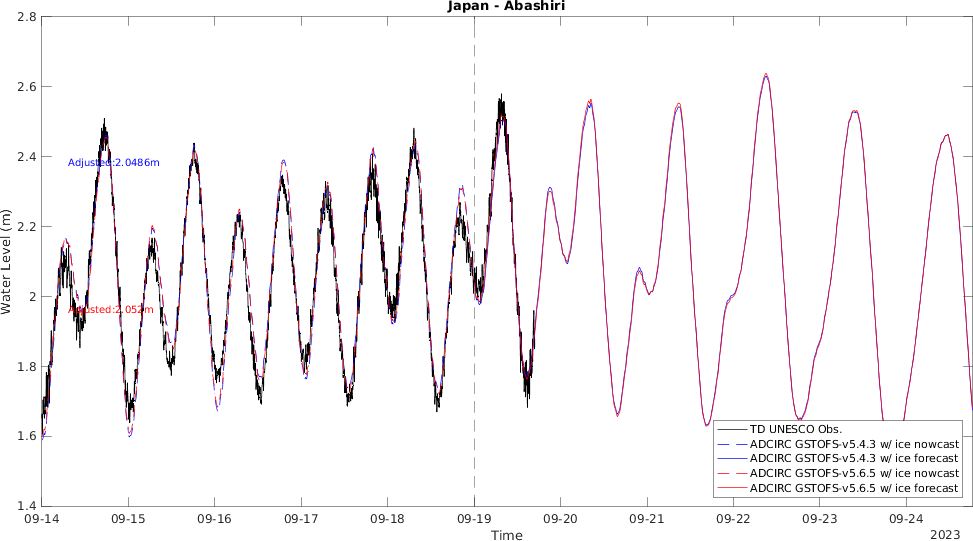 Japan - Abashiri
2.8
2.6
2.4
2.2
2
1.8
1.6
1.4
Water Level (m)
Adjusted:2.0486m
Adjusted:2.052m
TD UNESCO Obs.
ADCIRC GSTOFS-v5.4.3 w/ ice nowcast
ADCIRC GSTOFS-v5.4.3 w/ ice forecast
ADCIRC GSTOFS-v5.6.5 w/ ice nowcast
ADCIRC GSTOFS-v5.6.5 w/ ice forecast
09-14 09-15 09-16 09-17 09-18 09-19 09-20 09-21 09-22 09-23 09-24
Time
2023